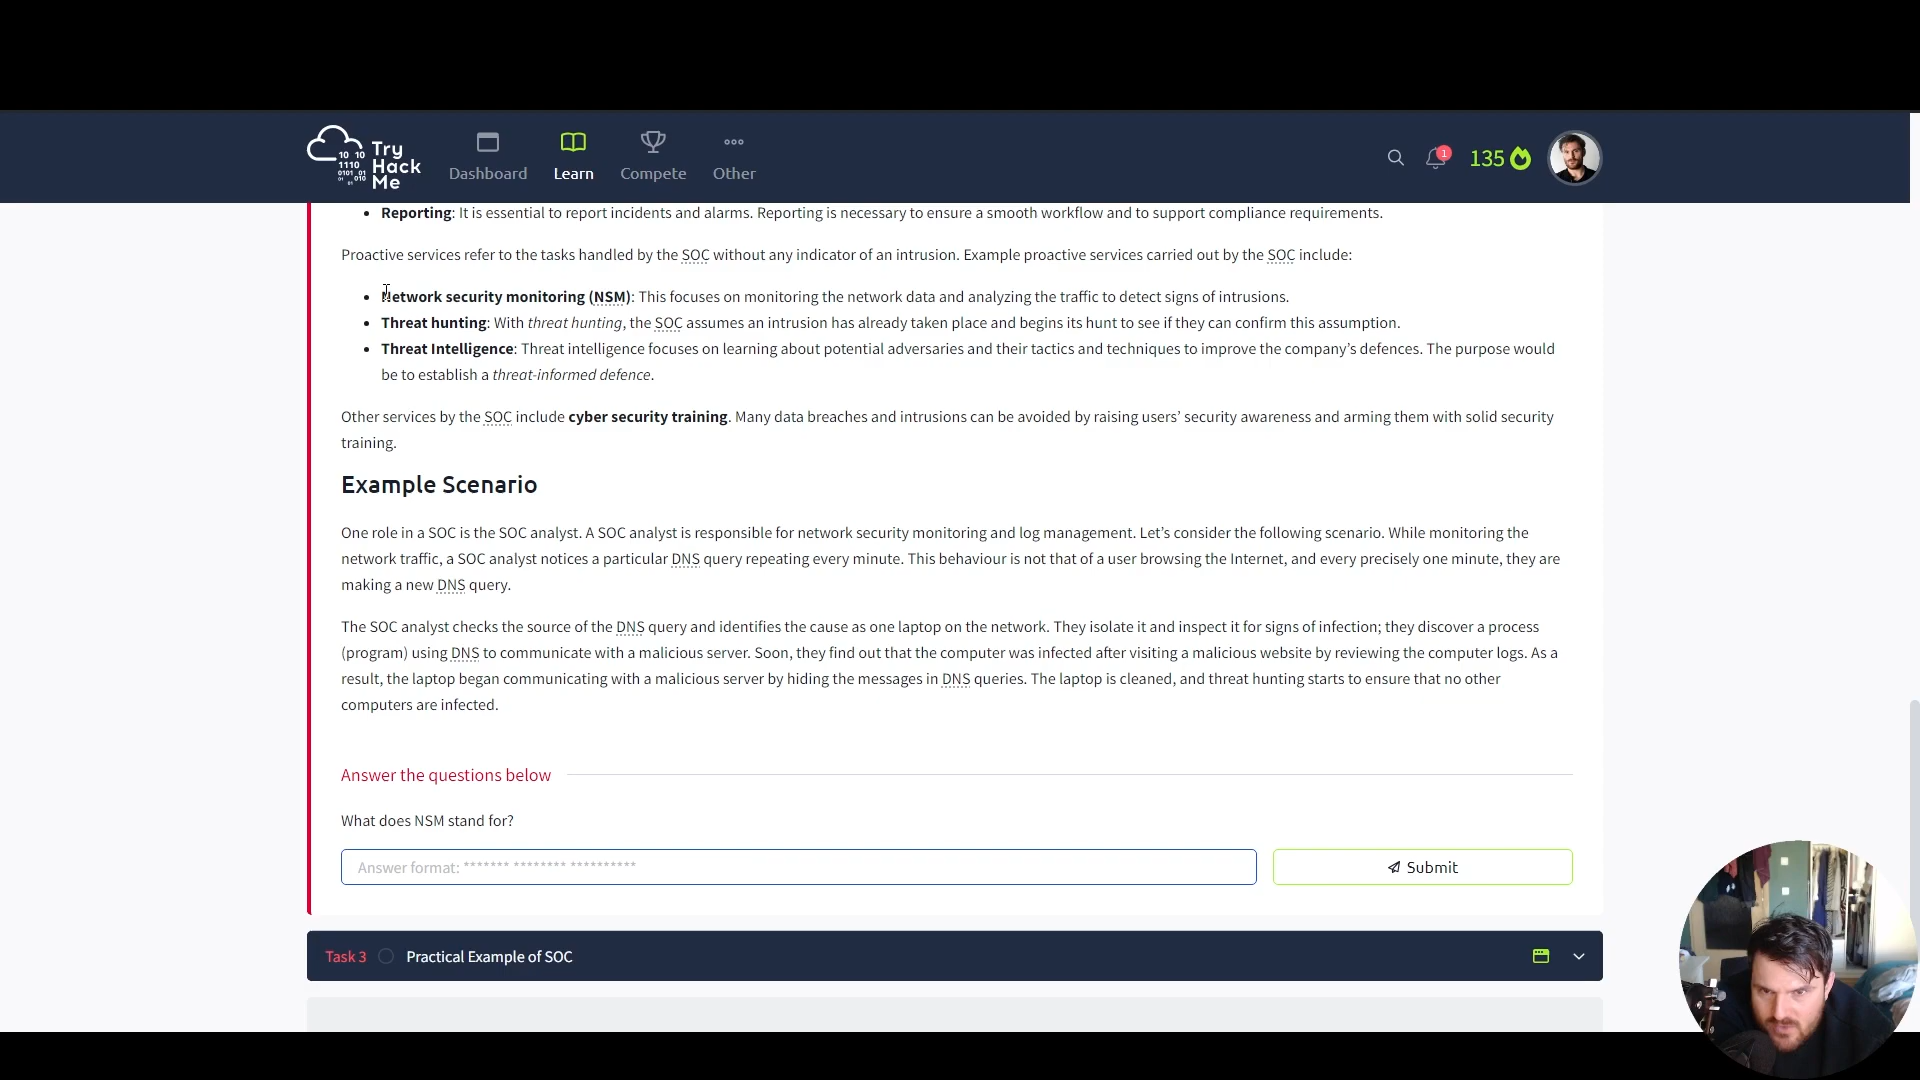 Try
Hack
Me
10 10
1110
0101 01
010
01
Dashboard
Learn
Compete
Other
1
135
Reporting: It is essential to report incidents and alarms. Reporting is necessary to ensure a smooth workflow and to support compliance requirements.
Proactive services refer to the tasks handled by the SOC without any indicator of an intrusion. Example proactive services carried out by the SOC include:
Network security monitoring (NSM): This focuses on monitoring the network data and analyzing the traffic to detect signs of intrusions.
Threat hunting: With threat hunting, the SOC assumes an intrusion has already taken place and begins its hunt to see if they can confirm this assumption.
Threat Intelligence: Threat intelligence focuses on learning about potential adversaries and their tactics and techniques to improve the company’s defences. The purpose would
be to establish a threat-informed defence.
Other services by the SOC include cyber security training. Many data breaches and intrusions can be avoided by raising users’ security awareness and arming them with solid security
training.
Example Scenario
One role in a SOC is the SOC analyst. A SOC analyst is responsible for network security monitoring and log management. Let’s consider the following scenario. While monitoring the
network traffic, a SOC analyst notices a particular DNS query repeating every minute. This behaviour is not that of a user browsing the Internet, and every precisely one minute, they are
making a new DNS query.
The SOC analyst checks the source of the DNS query and identifies the cause as one laptop on the network. They isolate it and inspect it for signs of infection; they discover a process
(program) using DNS to communicate with a malicious server. Soon, they find out that the computer was infected after visiting a malicious website by reviewing the computer logs. As a
result, the laptop began communicating with a malicious server by hiding the messages in DNS queries. The laptop is cleaned, and threat hunting starts to ensure that no other
computers are infected.
Answer the questions below
What does NSM stand for?
Answer format: ******* ******** **********
Submit
Task 3
Practical Example of SOC